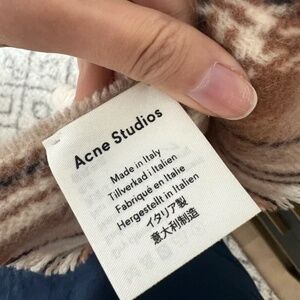 Acne Studios
Made in Italy
Tillverkad i Italien
Fabriqué en Italie
Hergestellt in Italien
イタリア製
意大利制造